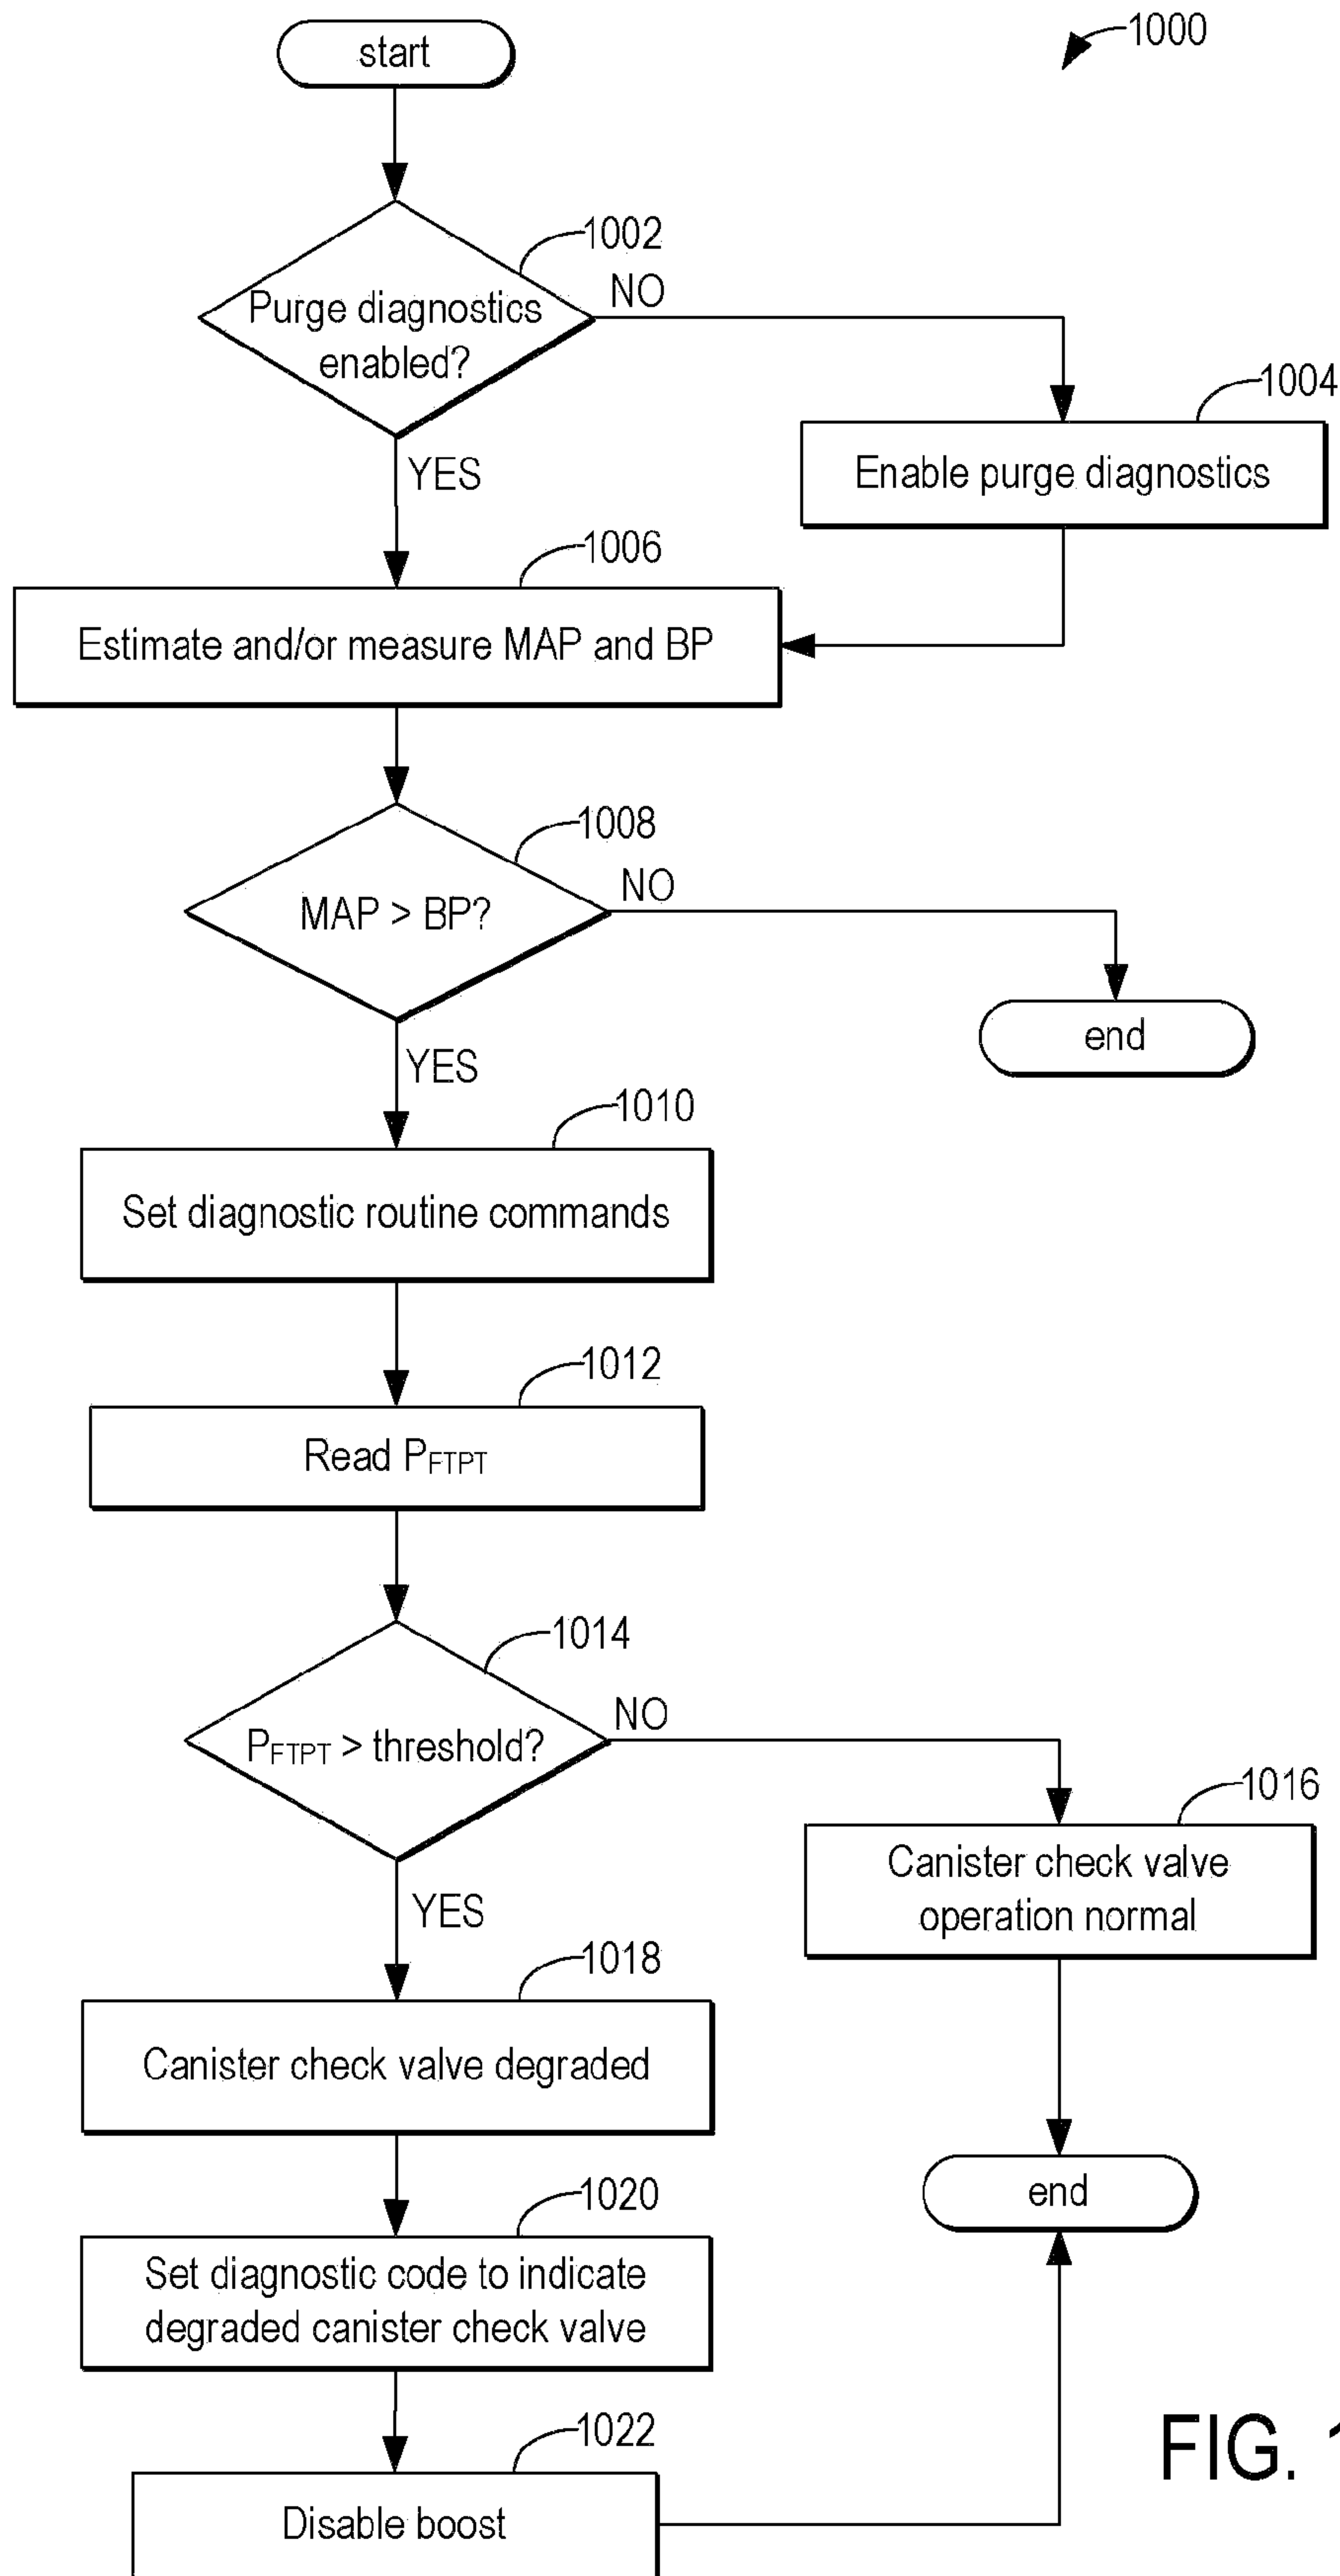 start
1000
1002
Purge diagnostics
enabled?
NO
YES
1004
Enable purge diagnostics
1006
Estimate and/or measure MAP and BP
1008
MAP > BP?
NO
YES
end
1010
Set diagnostic routine commands
1012
Read PFTPT
1014
PFTPT > threshold?
NO
YES
1016
Canister check valve
operation normal
1018
Canister check valve degraded
end
1020
Set diagnostic code to indicate
degraded canister check valve
1022
Disable boost
FIG.